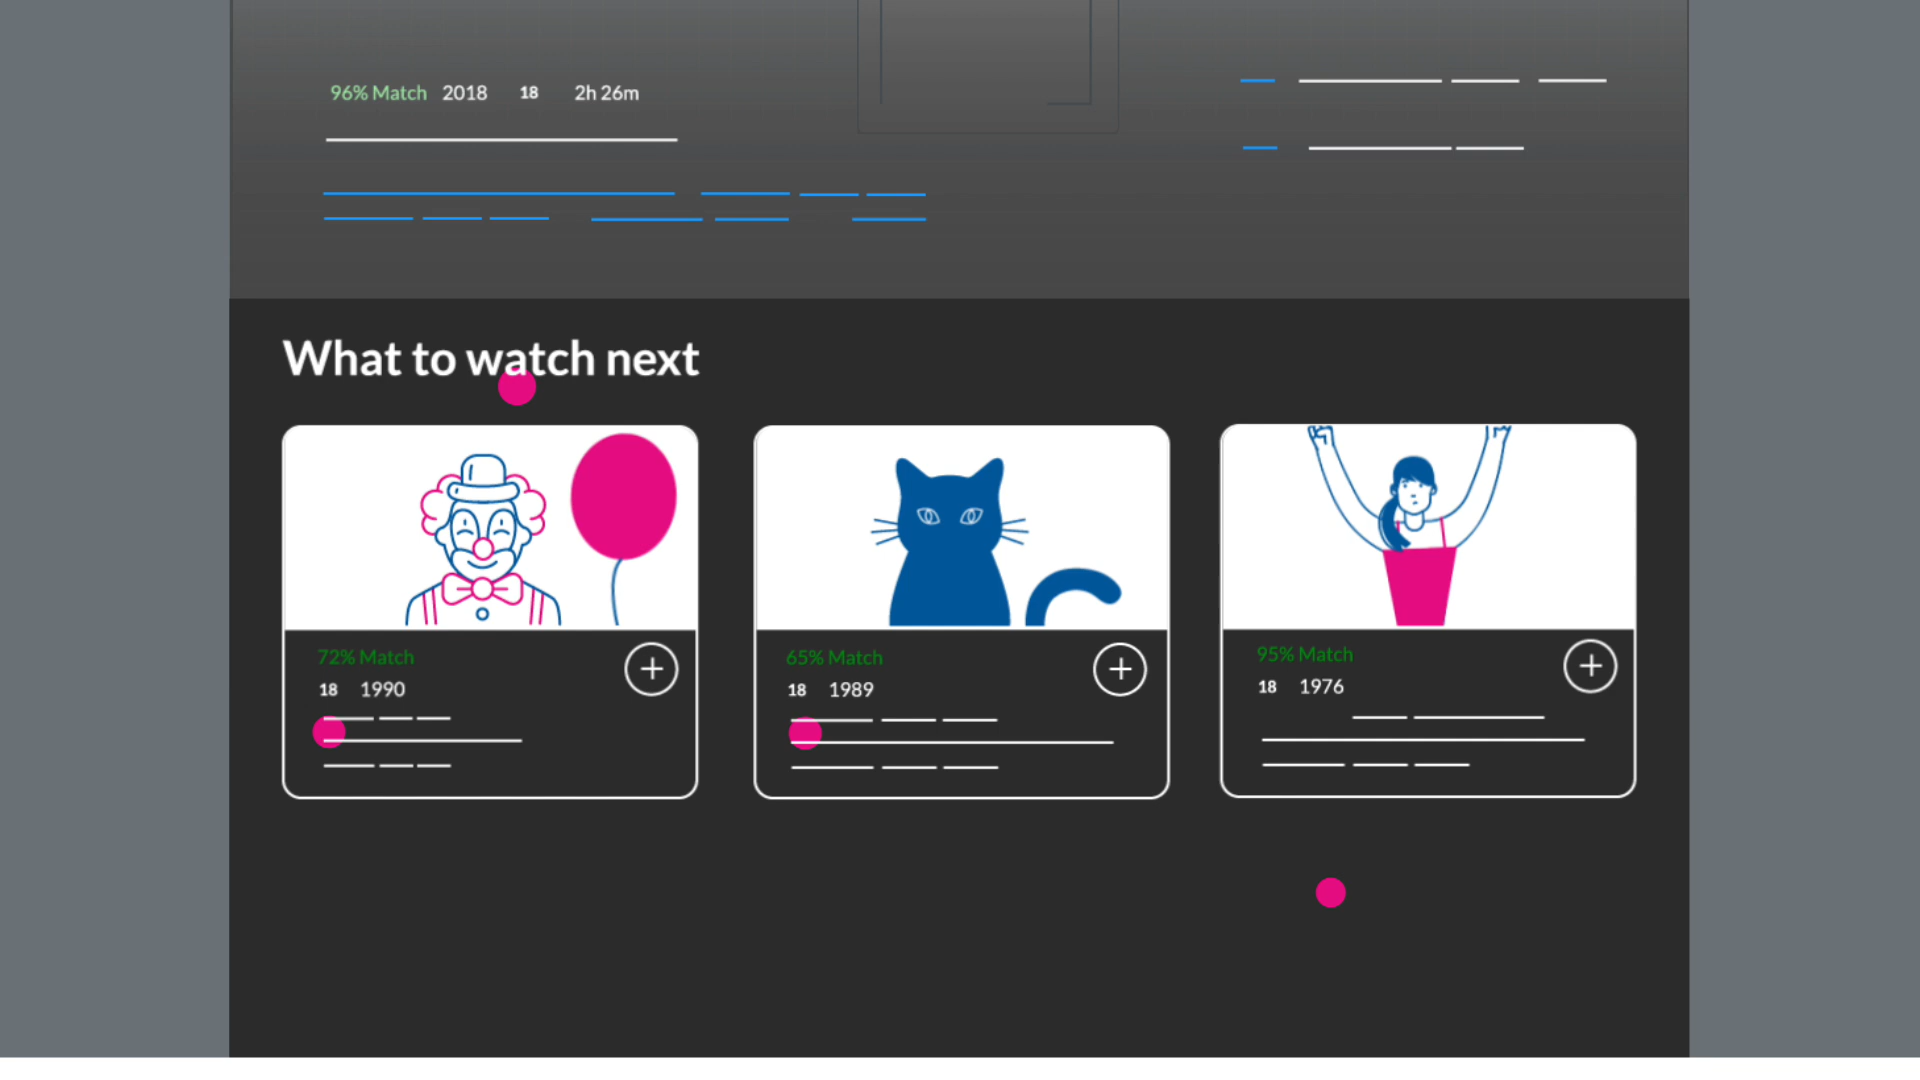 96% Match 2018 18 2h 26m
What to watch next
72% Match
18 1990
65% Match
18 1989
95% Match
18 1976